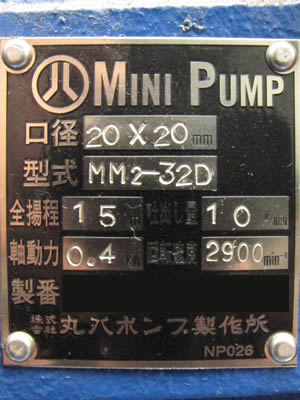 MINI PUMP
口径 20×20 mm
型式 MM2-32D
全揚程 15 m 吐出し量 10 ℓ/min
軸動力 0.4 kW 回転速度 2900 min⁻¹
製番
株式会社 丸八ポンプ製作所
NP026